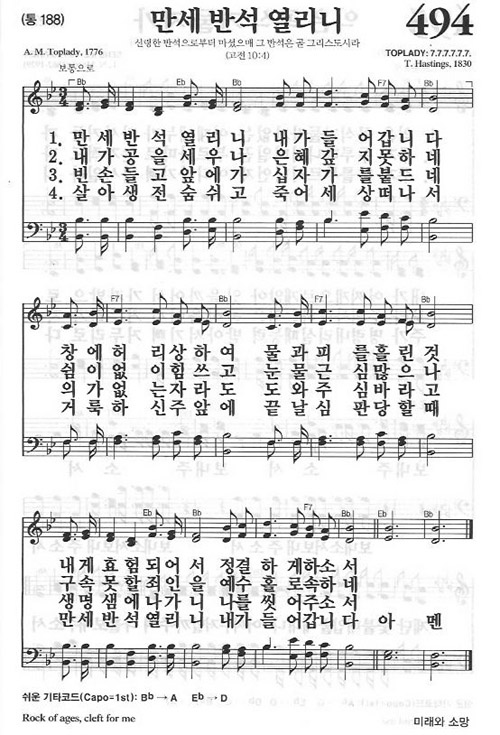 (통 188)
만세 반석 열리니
494
신령한 반석으로부터 마셨으매 그 반석은 곧 그리스도시라
(고전 10:4)
A. M. Toplady, 1776
TOPLADY: 7.7.7.7.7.7.
T. Hastings, 1830
보통으로
Bb Eb Bb F7 Bb
1. 만 세 반 석 열 리 니 내 가 들 어 갑 니 다
2. 내 가 공 을 세 우 나 은 혜 갚 지 못 하 네
3. 빈 손 들 고 앞 에 가 십 자 가 를 붙 드 네
4. 살 아 생 전 숨 쉬 고 죽 어 세 상 떠 나 서
F7 Bb F7 Bb
창 에 허 리 상 하 여 물 과 피 를 흘 린 것
쉼 이 없 이 힘 쓰 고 눈 물 근 심 많 으 나
의 가 없 는 자 라 도 도 와 주 심 바 라 고
거 룩 하 신 주 앞 에 끝 날 심 판 당 할 때
Bb Eb Bb F7 Bb Eb Bb
내 게 효 험 되 어 서 정 결 하 게 하 소 서
구 속 못 할 죄 인 을 예 수 홀 로 속 하 네
생 명 샘 에 나 가 니 나 를 씻 어 주 소 서
만 세 반 석 열 리 니 내 가 들 어 갑 니 다 아 멘
쉬운 기타코드(Capo=1st): Bb → A Eb → D
Rock of ages, cleft for me
미래와 소망